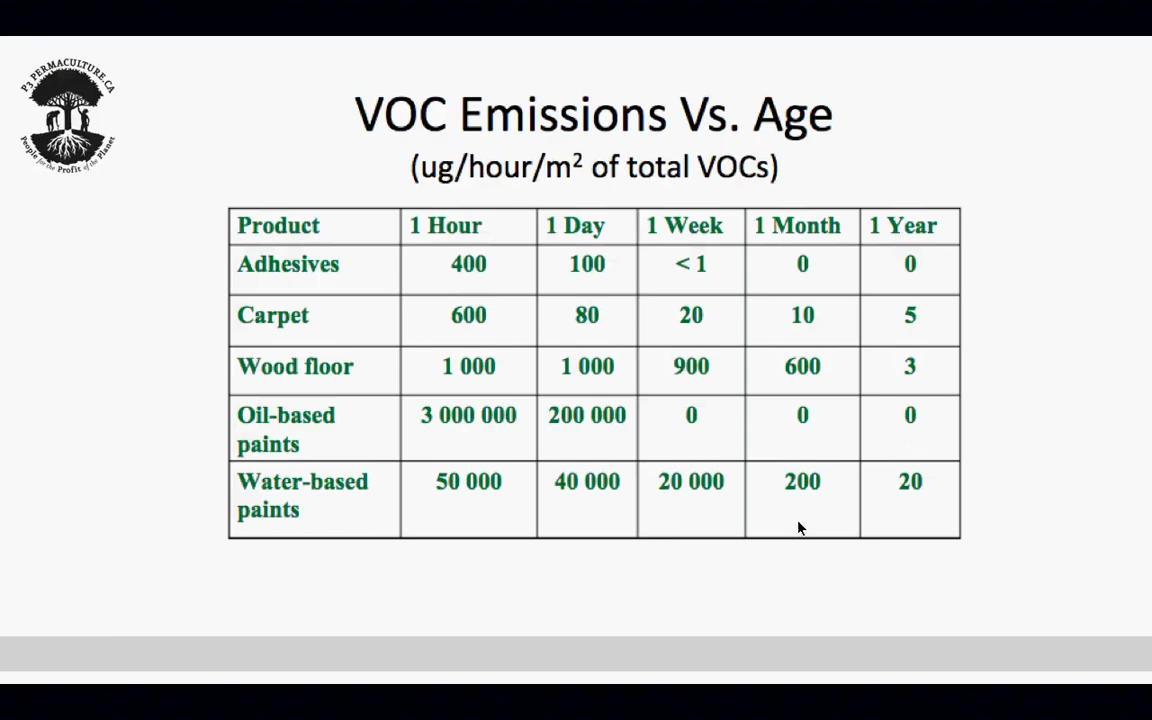 P3 PERMACULTURE.CA
People for the Profit of the Planet
VOC Emissions Vs. Age
(ug/hour/m² of total VOCs)
Product 1 Hour 1 Day 1 Week 1 Month 1 Year
Adhesives 400 100 < 1 0 0
Carpet 600 80 20 10 5
Wood floor 1 000 1 000 900 600 3
Oil-based 3 000 000 200 000 0 0 0
paints
Water-based 50 000 40 000 20 000 200 20
paints